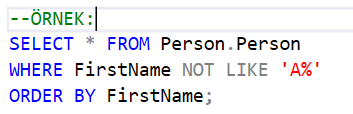 --ÖRNEK:
SELECT * FROM Person.Person
WHERE FirstName NOT LIKE 'A%'
ORDER BY FirstName;